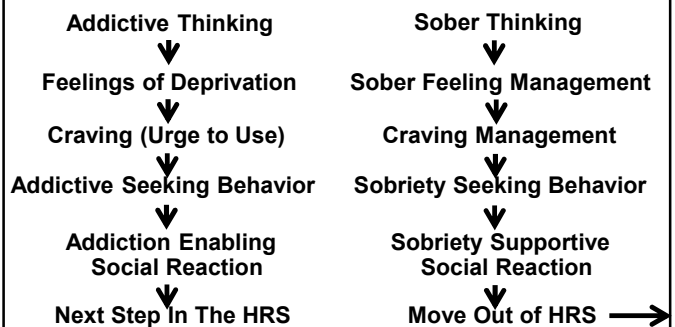 Addictive Thinking
Feelings of Deprivation
Craving (Urge to Use)
Addictive Seeking Behavior
Addiction Enabling
Social Reaction
Next Step In The HRS
Sober Thinking
Sober Feeling Management
Craving Management
Sobriety Seeking Behavior
Sobriety Supportive
Social Reaction
Move Out of HRS